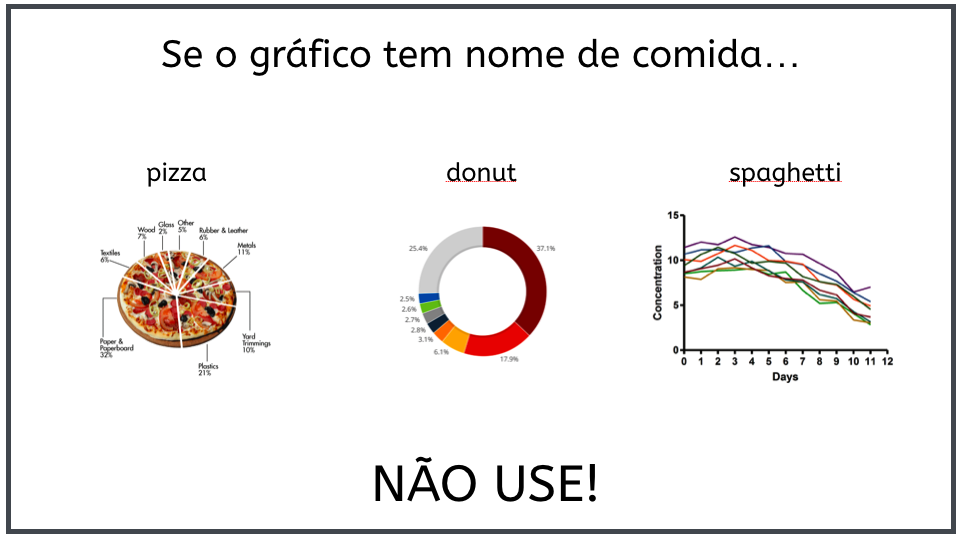 Se o gráfico tem nome de comida...
pizza
donut
spaghetti
Textiles
6%
Wood
7%
Glass
2%
Other
5%
Rubber & Leather
6%
Metals
11%
Paper &
Paperboard
32%
Plastics
21%
Yard
Trimmings
10%
25.4%
37.1%
2.5%
2.6%
2.7%
2.8%
3.1%
6.1%
17.9%
Concentration
15
10
5
0
0 1 2 3 4 5 6 7 8 9 10 11 12
Days
NÃO USE!